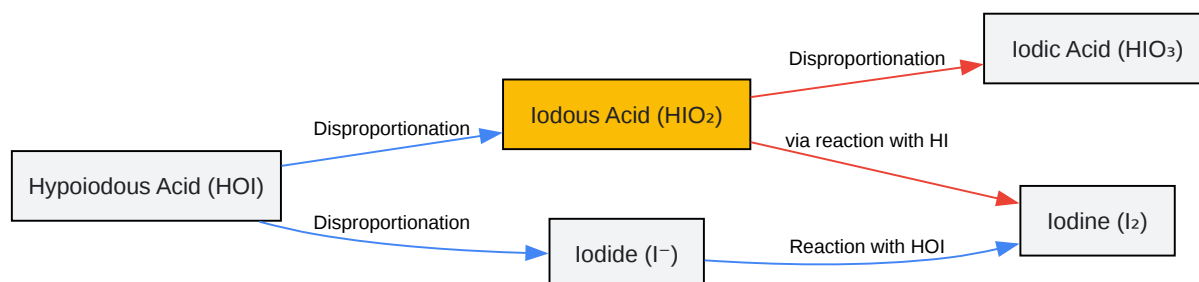 Iodic Acid (HIO₃)
Disproportionation
Iodous Acid (HIO₂)
Disproportionation
via reaction with HI
Hypoiodous Acid (HOI)
Iodine (I₂)
Disproportionation
Reaction with HOI
Iodide (I⁻)